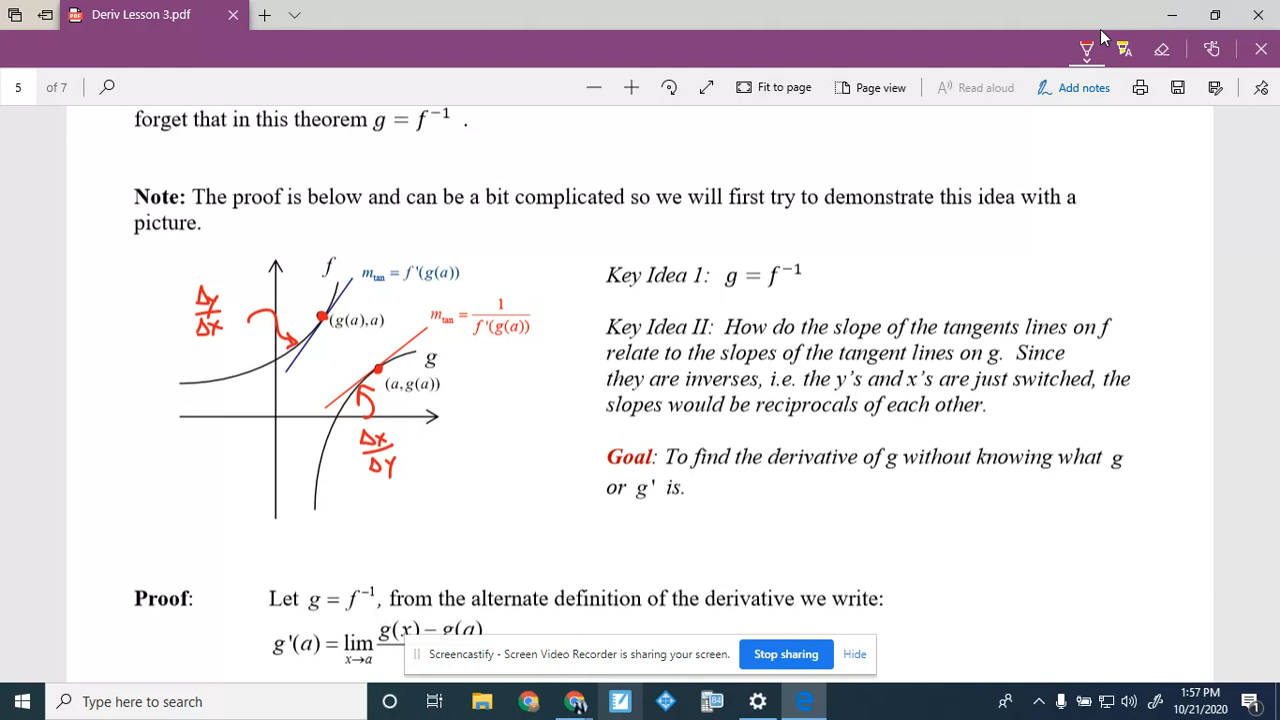 Deriv Lesson 3.pdf
5 of 7
Fit to page
Page view
Read aloud
Add notes
forget that in this theorem g = f⁻¹ .
Note: The proof is below and can be a bit complicated so we will first try to demonstrate this idea with a
picture.
f
m_tan = f'(g(a))
Δy/Δx
(g(a),a)
m_tan = 1/f'(g(a))
g
(a,g(a))
Δx/Δy
Key Idea 1: g = f⁻¹
Key Idea II: How do the slope of the tangents lines on f
relate to the slopes of the tangent lines on g. Since
they are inverses, i.e. the y's and x's are just switched, the
slopes would be reciprocals of each other.
Goal: To find the derivative of g without knowing what g
or g' is.
Proof: Let g = f⁻¹, from the alternate definition of the derivative we write:
g'(a) = lim x→a g(x) − g(a)
Screencastify - Screen Video Recorder is sharing your screen.
Stop sharing
Hide
Type here to search
1:57 PM
10/21/2020